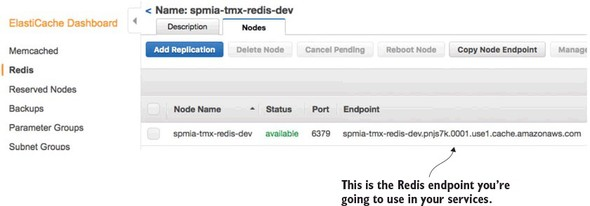 ElastiCache Dashboard
Memcached
Redis
Reserved Nodes
Backups
Parameter Groups
Subnet Groups
< Name: spmia-tmx-redis-dev
Description Nodes
Add Replication Delete Node Cancel Pending Reboot Node Copy Node Endpoint Manage
Node Name Status Port Endpoint
spmia-tmx-redis-dev available 6379 spmia-tmx-redis-dev.pnjs7k.0001.use1.cache.amazonaws.com
This is the Redis endpoint you're
going to use in your services.